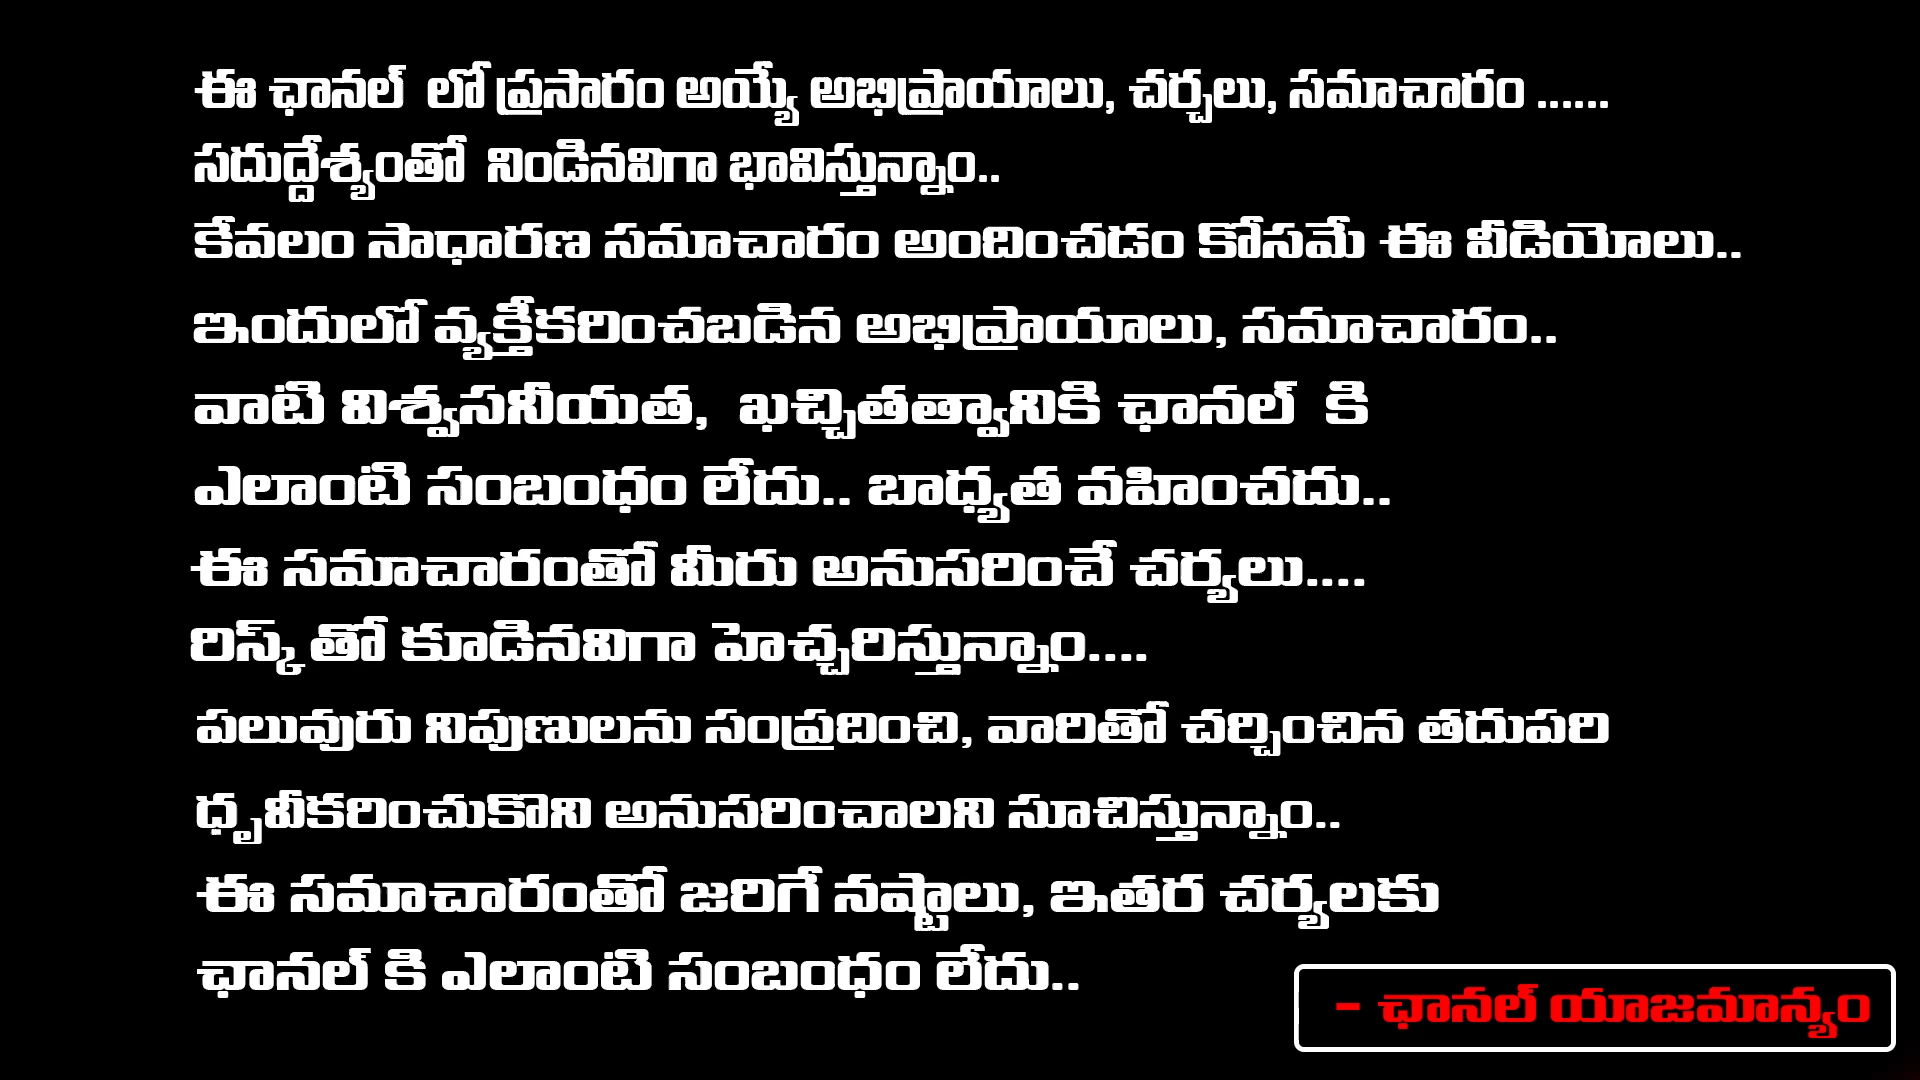 ఈ ఛానల్ లో ప్రసారం అయ్యే అభిప్రాయాలు, చర్చలు, సమాచారం ......
సదుద్దేశ్యంతో నిండినవిగా భావిస్తున్నాం..
కేవలం సాధారణ సమాచారం అందించడం కోసమే ఈ వీడియోలు..
ఇందులో వ్యక్తీకరించబడిన అభిప్రాయాలు, సమాచారం..
వాటి విశ్వసనీయత, ఖచ్చితత్వానికి ఛానల్ కి
ఎలాంటి సంబంధం లేదు.. బాధ్యత వహించదు..
ఈ సమాచారంతో మీరు అనుసరించే చర్యలు....
రిస్క్ తో కూడినవిగా హెచ్చరిస్తున్నాం....
పలువురు నిపుణులను సంప్రదించి, వారితో చర్చించిన తదుపరి
ధృవీకరించుకొని అనుసరించాలని సూచిస్తున్నాం..
ఈ సమాచారంతో జరిగే నష్టాలు, ఇతర చర్యలకు
ఛానల్ కి ఎలాంటి సంబంధం లేదు..
- ఛానల్ యాజమాన్యం